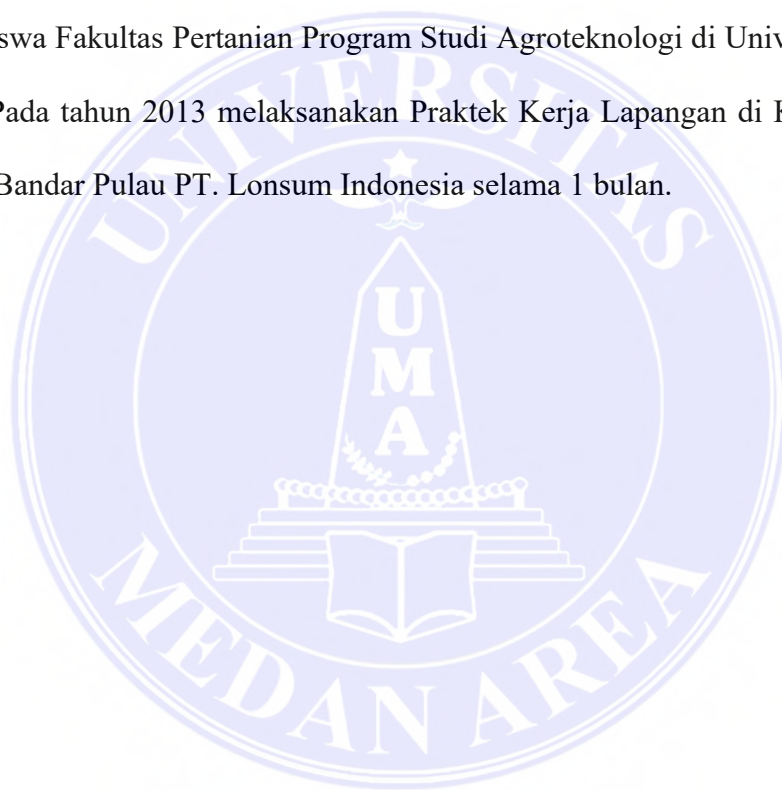 swa Fakultas Pertanian Program Studi Agroteknologi di Univ
Pada tahun 2013 melaksanakan Praktek Kerja Lapangan di
Bandar Pulau PT. Lonsum Indonesia selama 1 bulan.
UNIVERSITAS
U
M
A
MEDAN AREA